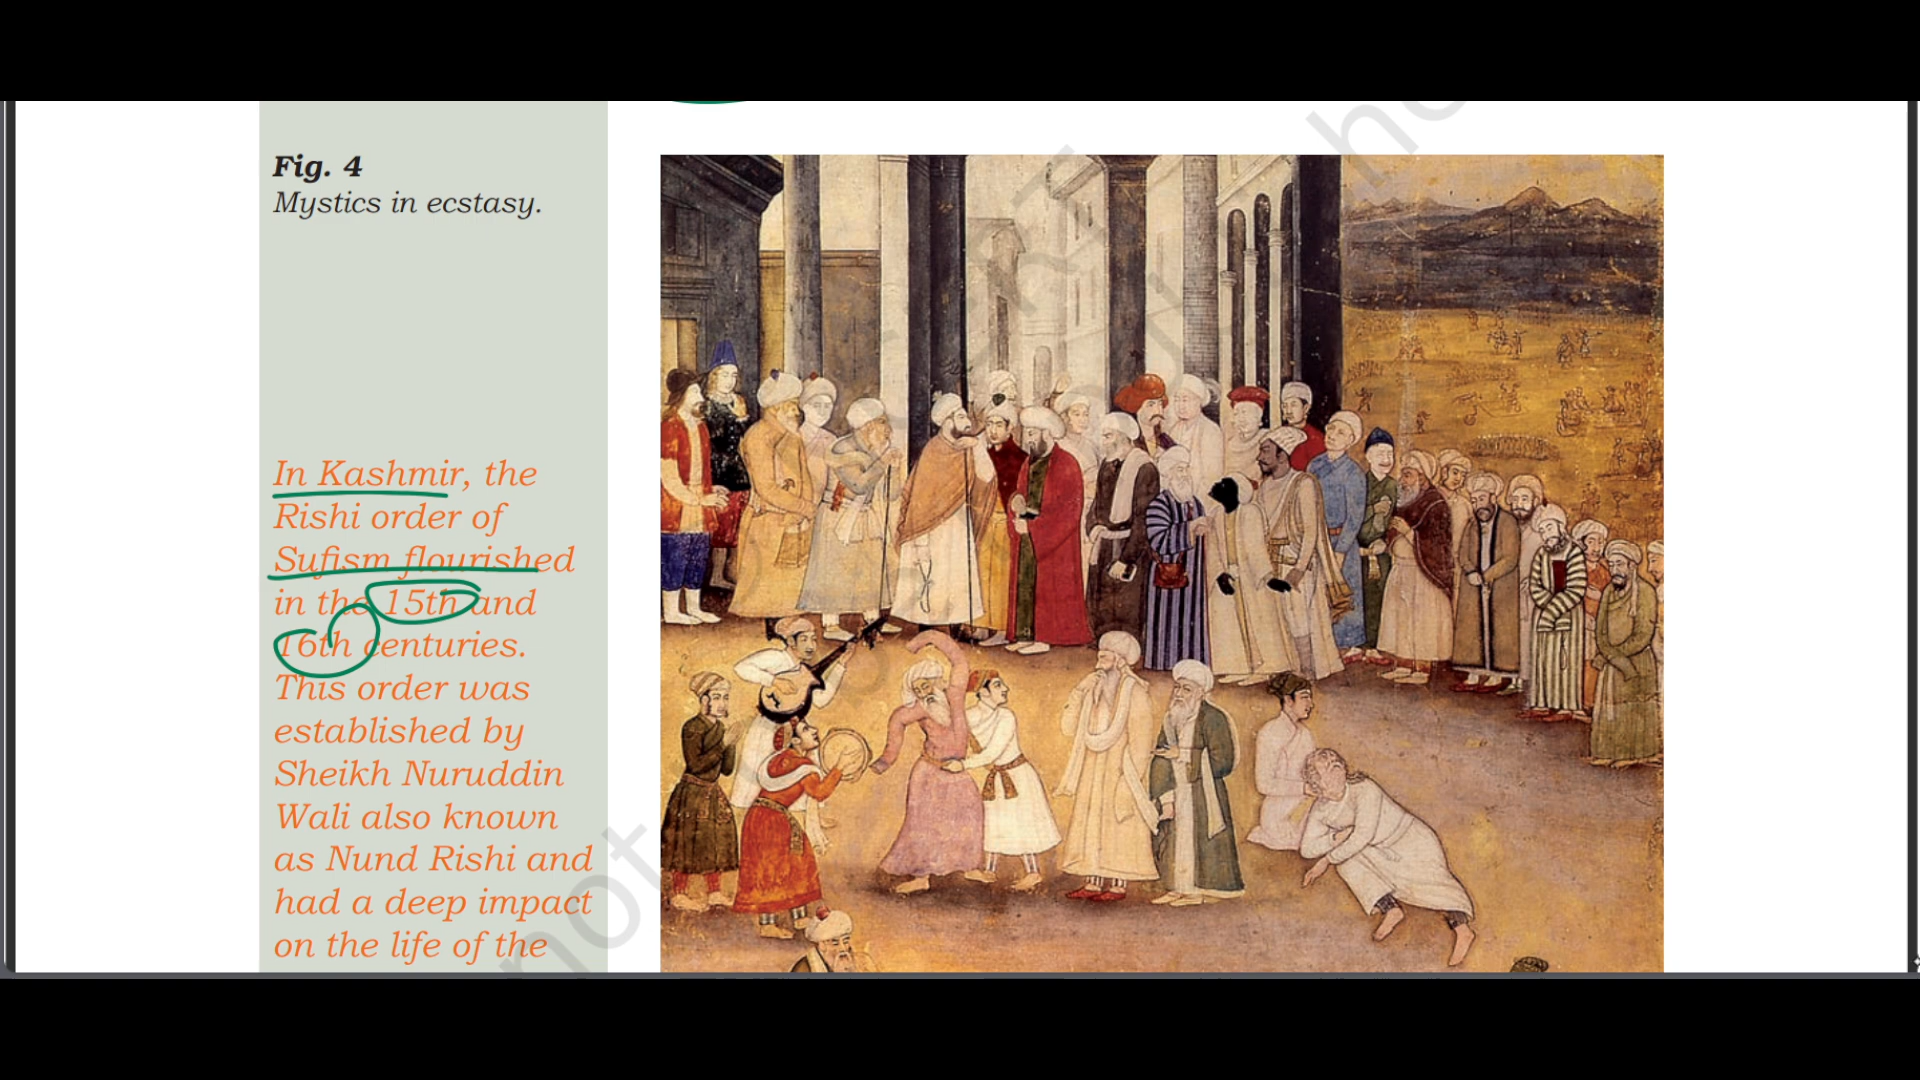 Fig. 4
Mystics in ecstasy.
In Kashmir, the
Rishi order of
Sufism flourished
in the 15th and
16th centuries.
This order was
established by
Sheikh Nuruddin
Wali also known
as Nund Rishi and
had a deep impact
on the life of the
not